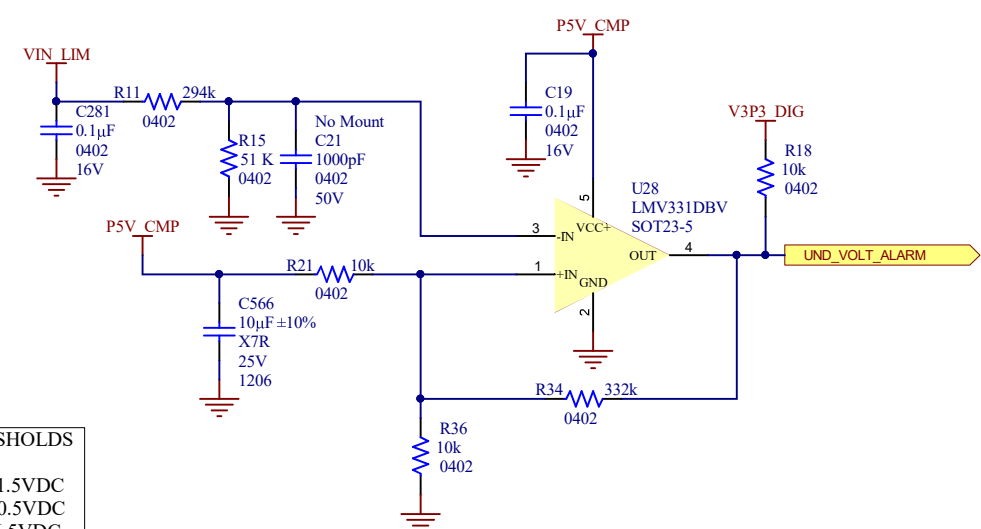 P5V_CMP
VIN_LIM
R11 294k
0402
C281
0.1µF
0402
16V
R15
51 K
0402
No Mount
C21
1000pF
0402
50V
C19
0.1µF
0402
16V
V3P3_DIG
R18
10k
0402
U28
LMV331DBV
SOT23-5
5
VCC+
3
-IN
1
+IN
GND
2
OUT
4
UND_VOLT_ALARM
P5V_CMP
R21 10k
0402
C566
10µF ±10%
X7R
25V
1206
R34 332k
0402
R36
10k
0402
SHOLDS
1.5VDC
0.5VDC
.5VDC